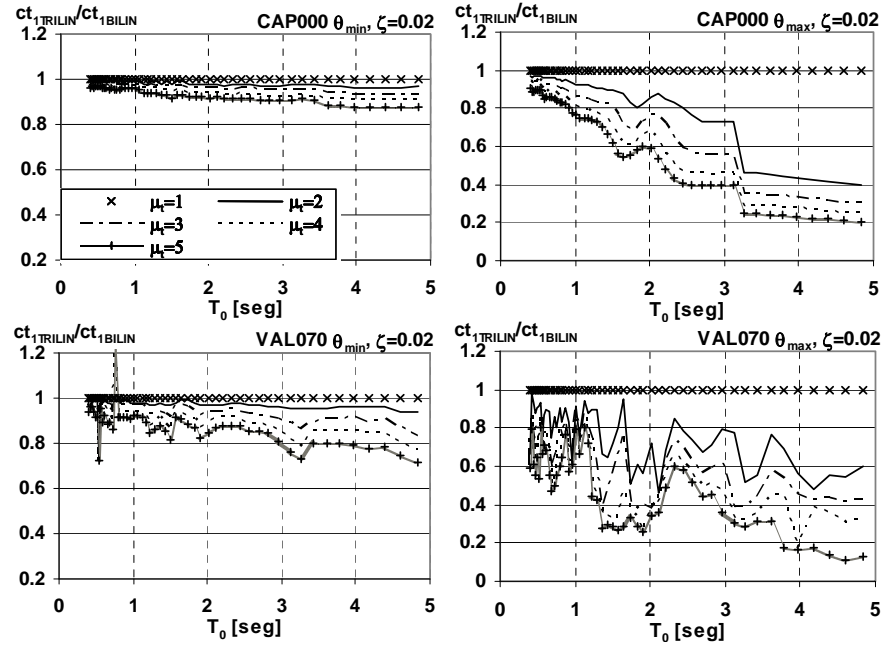 ct₁TRILIN/ct₁BILIN CAP000 θmin, ζ=0.02
1.2
1
0.8
0.6
0.4
0.2
× μt=1 μt=2
μt=3 μt=4
μt=5
0 1 2 3 4 5
T₀ [seg]
CAP000 θmax, ζ=0.02
1.2
1
0.8
0.6
0.4
0.2
0
0 1 2 3 4 5
T₀ [seg]
ct₁TRILIN/ct₁BILIN VAL070 θmin, ζ=0.02
1.2
1
0.8
0.6
0.4
0.2
0 1 2 3 4 5
T₀ [seg]
ct₁TRILIN/ct₁BILIN VAL070 θmax, ζ=0.02
1.2
1
0.8
0.6
0.4
0.2
0
0 1 2 3 4 5
T₀ [seg]